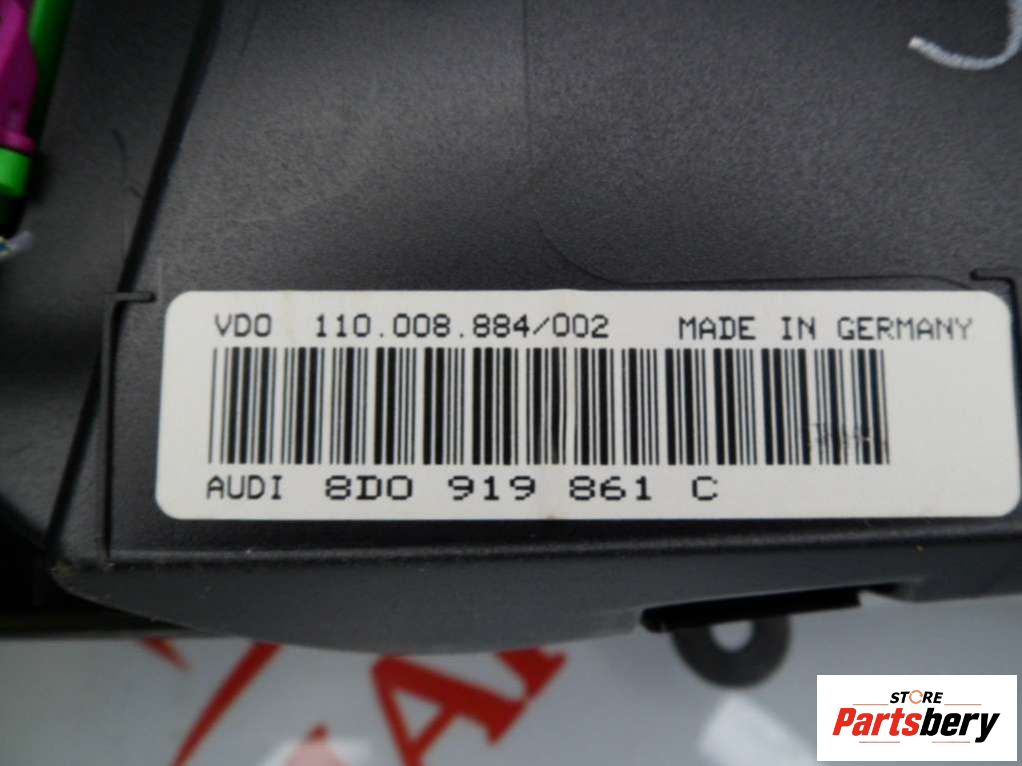 VDO 110.008.884/002 MADE IN GERMANY
AUDI 8D0 919 861 C
STORE
Partsbery